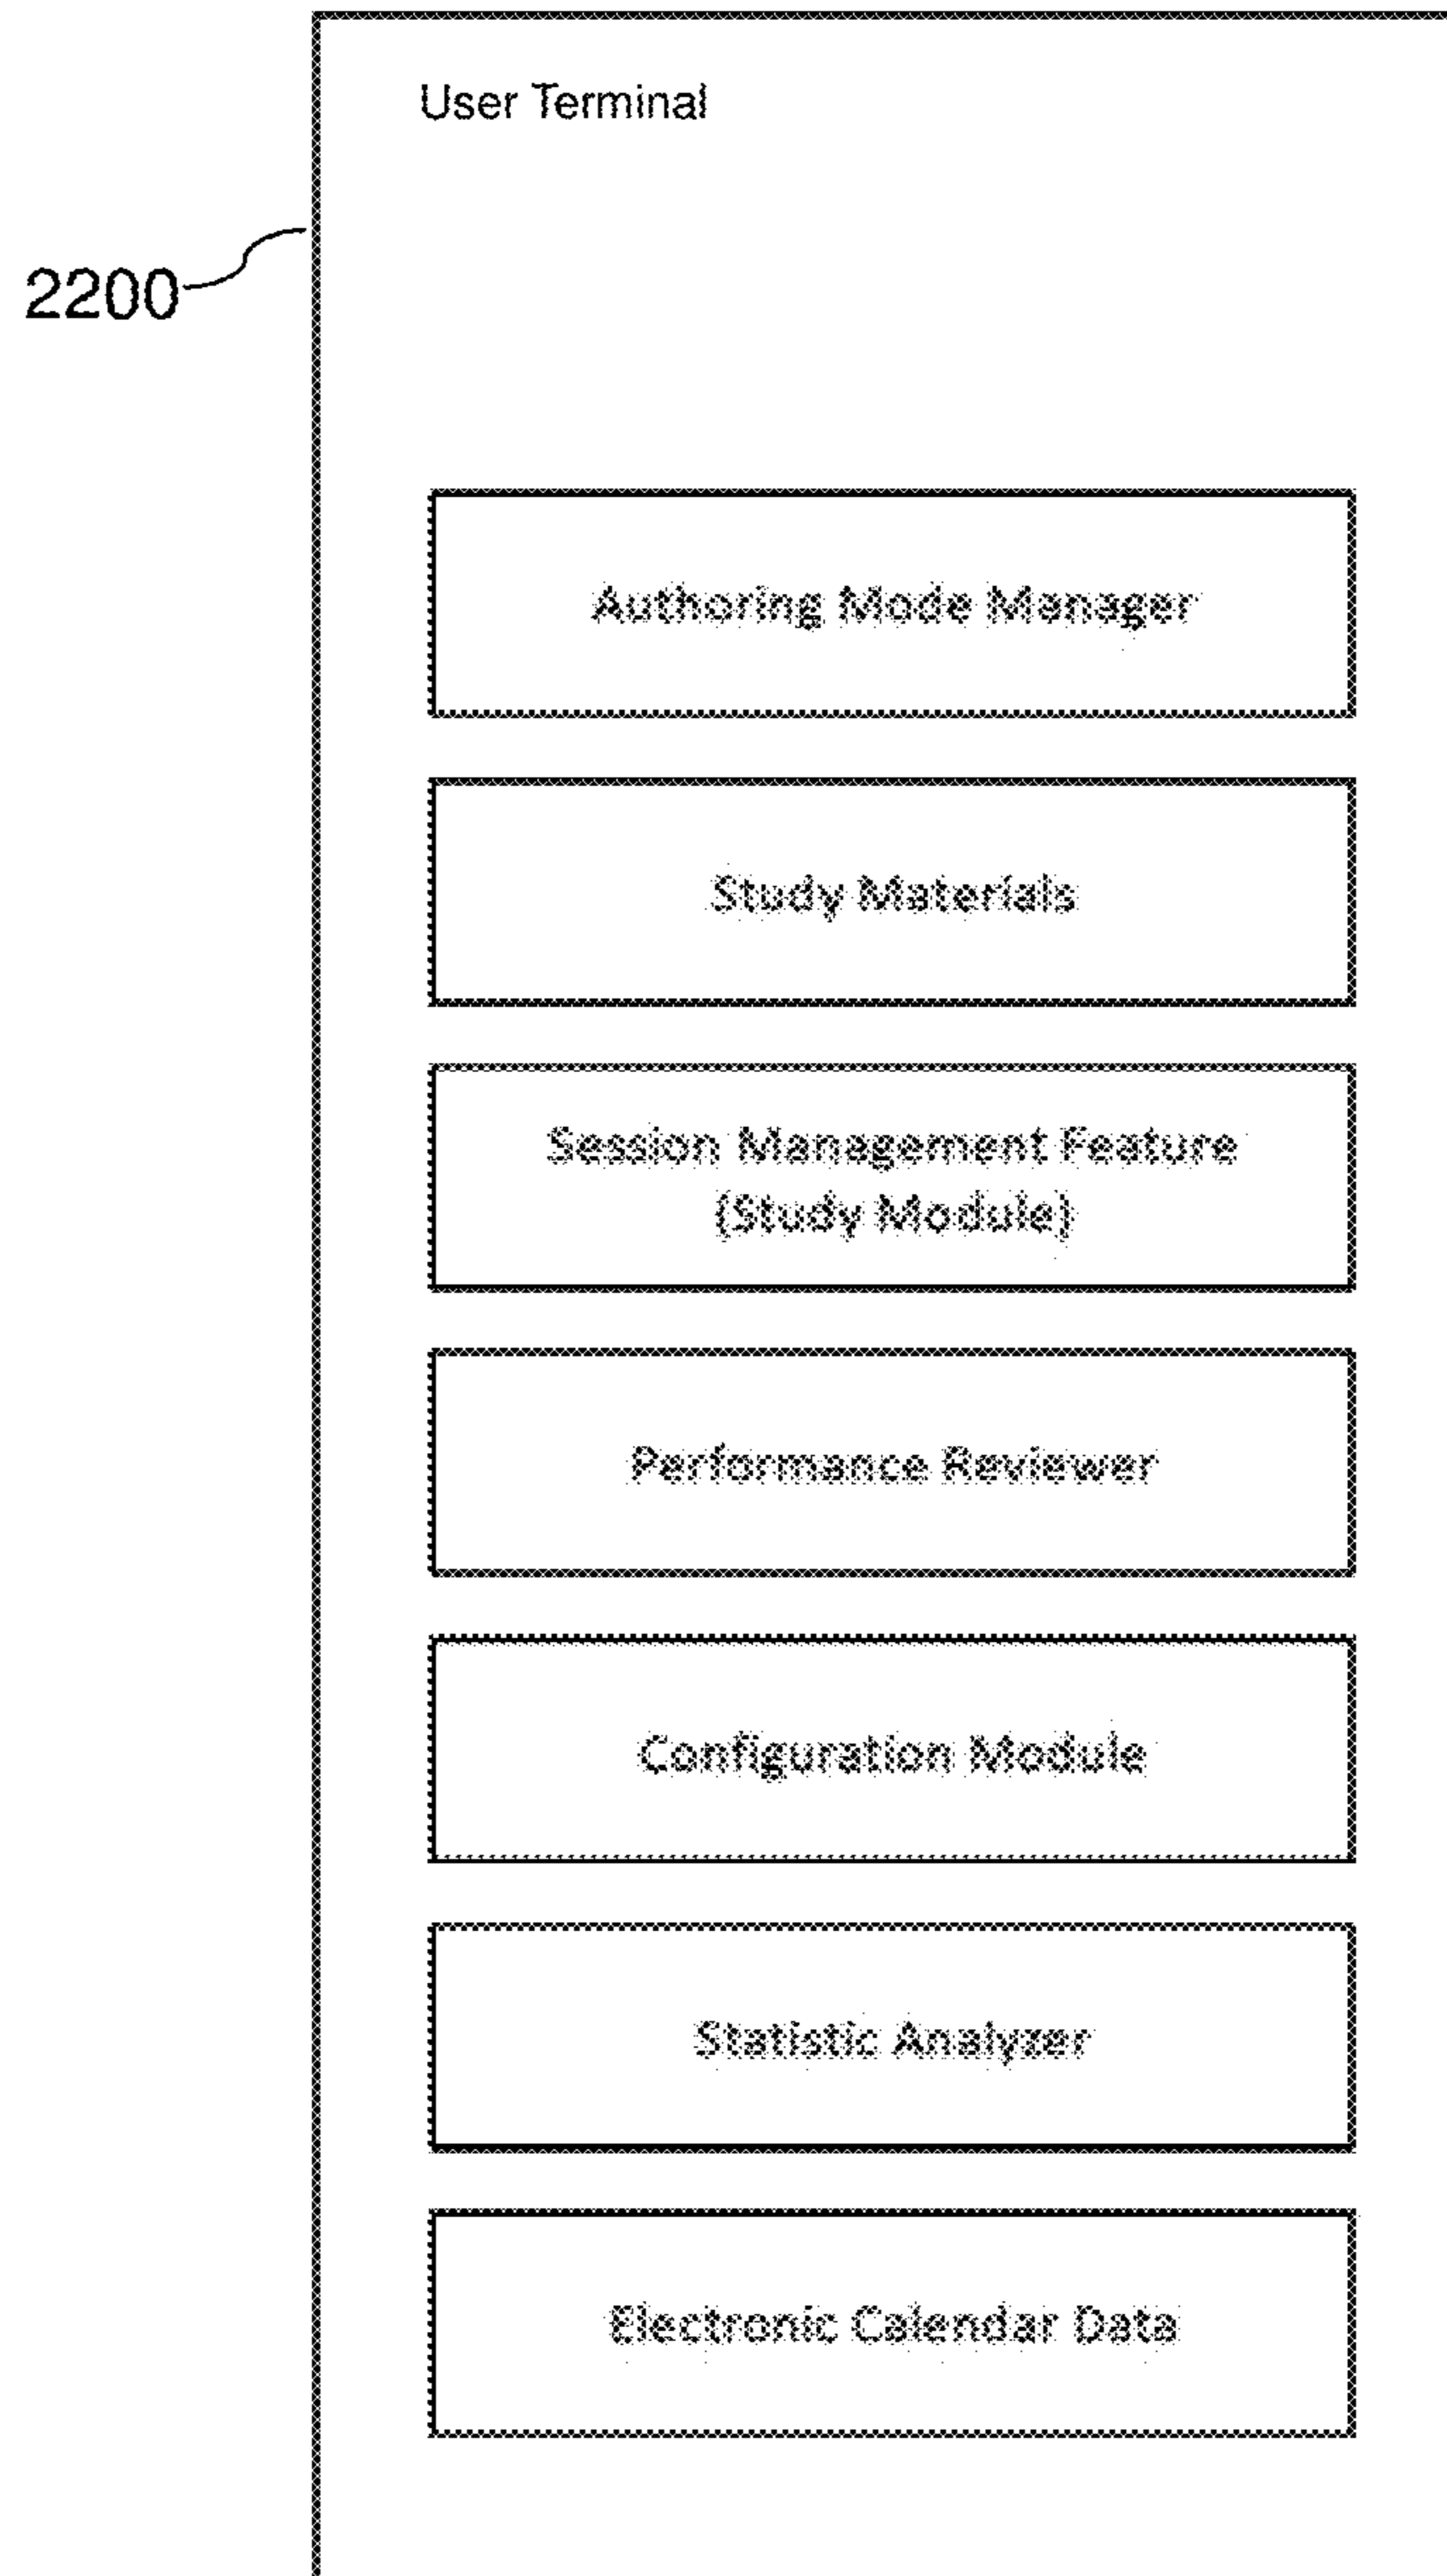 User Terminal
2200
Authoring Mode Manager
Study Materials
Session Management Feature
(Study Module)
Performance Reviewer
Configuration Module
Statistic Analyzer
Electronic Calendar Data